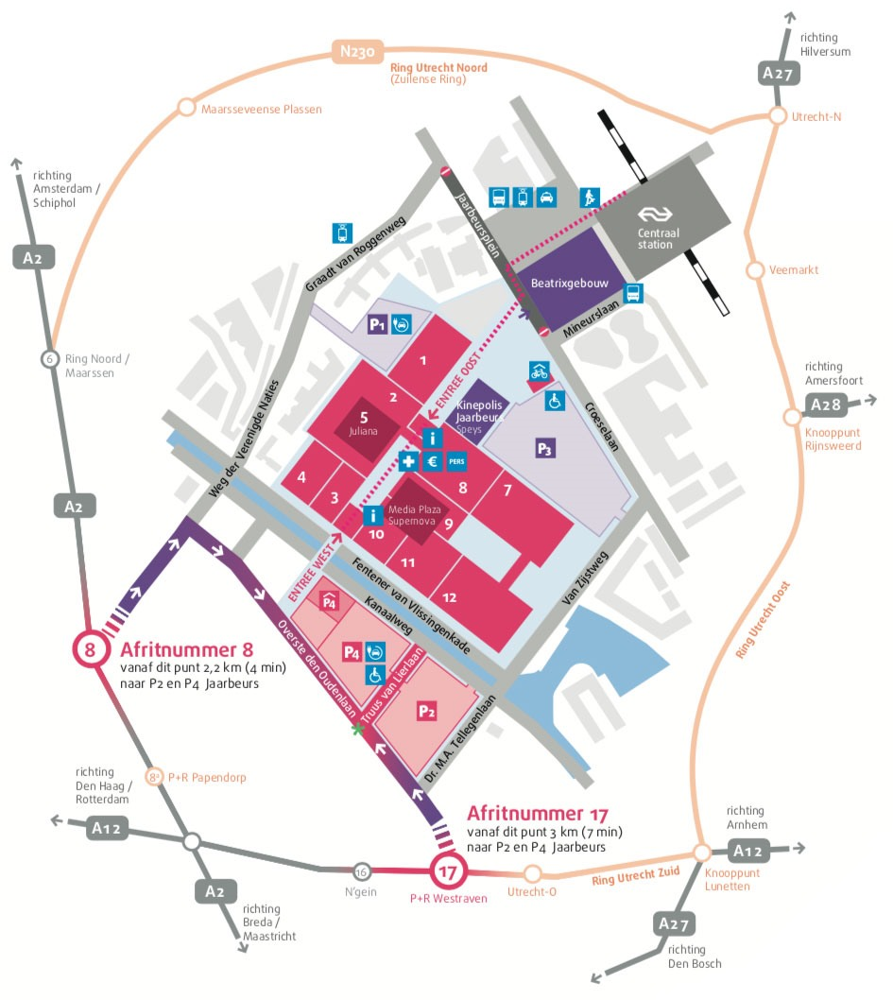 N230
Ring Utrecht Noord
(Zuilense Ring)
richting
Hilversum
A27
Utrecht-N
Maarsseveense Plassen
richting
Amsterdam /
Schiphol
A2
6
Ring Noord /
Maarssen
A2
Graadt van Roggenweg
Jaarbeursplein
Centraal
station
Beatrixgebouw
Mineurslaan
Veemarkt
richting
Amersfoort
A28
Knooppunt
Rijnsweerd
P1
1
2
ENTREE OOST
5
Juliana
Kinepolis
Jaarbeur
Speys
P3
Croeselaan
Weg der Verenigde Naties
i
€
PERS
4
3
8
7
i
Media Plaza
Supernova
10
9
11
12
ENTREE WEST
Fentener van Vlissingenkade
Kanaalweg
Van Zijstweg
P4
P4
Overste den Oudenlaan
Truus van Lierlaan
P2
Dr. M.A. Tellegenlaan
Ring Utrecht Oost
8
Afritnummer 8
vanaf dit punt 2,2 km (4 min)
naar P2 en P4 Jaarbeurs
8a
P+R Papendorp
richting
Den Haag /
Rotterdam
A12
A2
richting
Breda /
Maastricht
16
N'gein
17
Afritnummer 17
vanaf dit punt 3 km (7 min)
naar P2 en P4 Jaarbeurs
P+R Westraven
Utrecht-O
Ring Utrecht Zuid
richting
Arnhem
A12
Knooppunt
Lunetten
A27
richting
Den Bosch